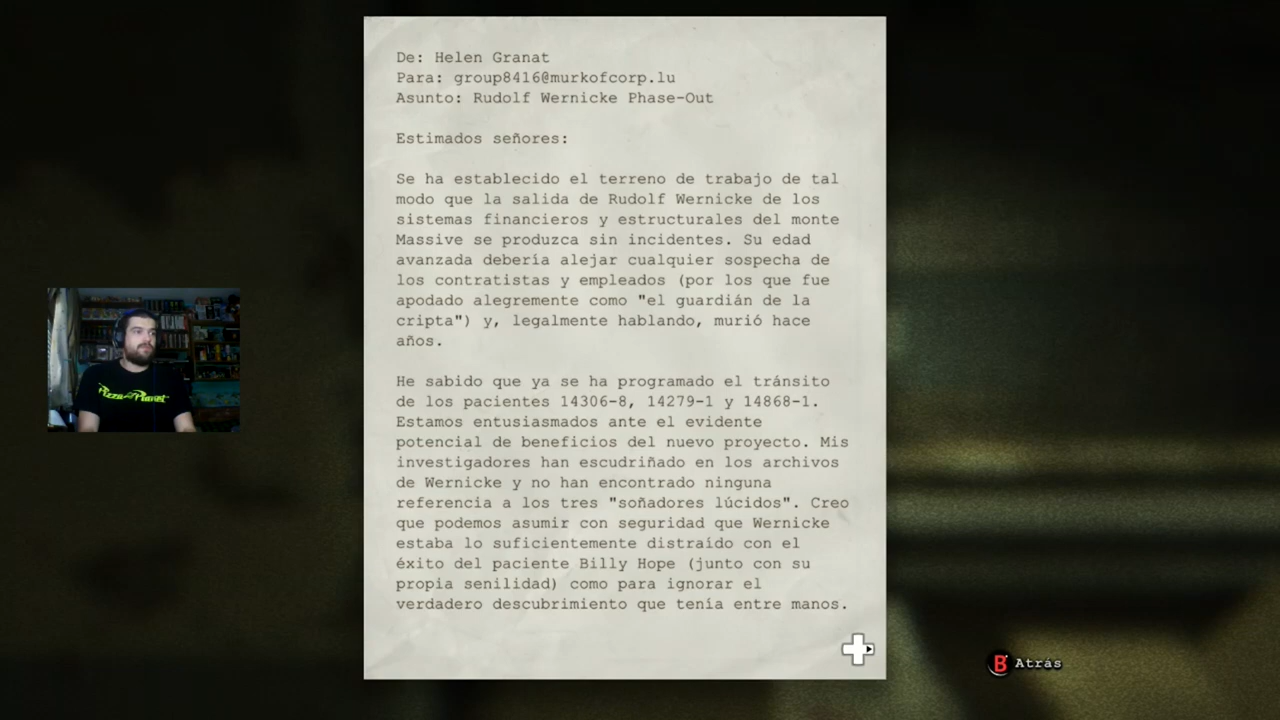 De: Helen Granat
Para: group8416@murkofcorp.lu
Asunto: Rudolf Wernicke Phase-Out
Estimados señores:
Se ha establecido el terreno de trabajo de tal
modo que la salida de Rudolf Wernicke de los
sistemas financieros y estructurales del monte
Massive se produzca sin incidentes. Su edad
avanzada debería alejar cualquier sospecha de
los contratistas y empleados (por los que fue
apodado alegremente como "el guardián de la
cripta") y, legalmente hablando, murió hace
años.
He sabido que ya se ha programado el tránsito
de los pacientes 14306-8, 14279-1 y 14868-1.
Estamos entusiasmados ante el evidente
potencial de beneficios del nuevo proyecto. Mis
investigadores han escudriñado en los archivos
de Wernicke y no han encontrado ninguna
referencia a los tres "soñadores lúcidos". Creo
que podemos asumir con seguridad que Wernicke
estaba lo suficientemente distraído con el
éxito del paciente Billy Hope (junto con su
propia senilidad) como para ignorar el
verdadero descubrimiento que tenía entre manos.
B Atrás
Pizza Planet